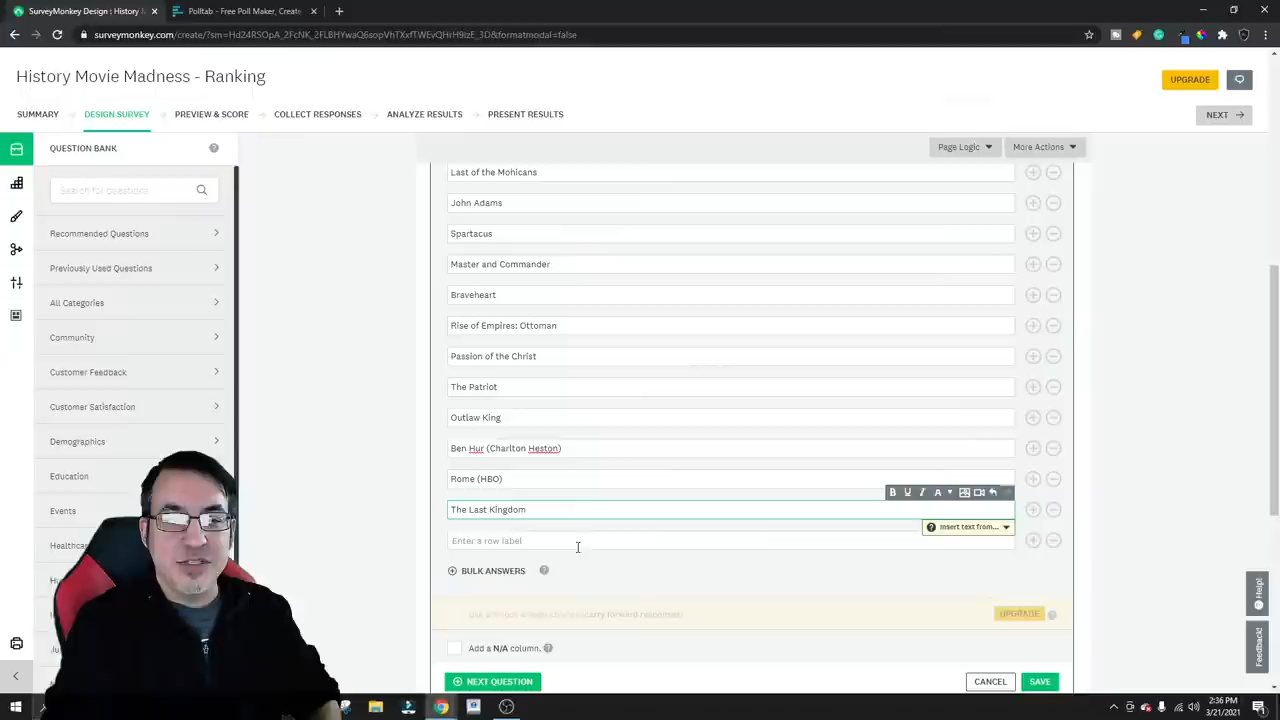 SurveyMonkey Design : History M
Polltab - Free Poll Maker, Create
surveymonkey.com/create/?sm=
&formatmodal=false
History Movie Madness - Ranking
UPGRADE
SUMMARY
DESIGN SURVEY
PREVIEW & SCORE
COLLECT RESPONSES
ANALYZE RESULTS
PRESENT RESULTS
NEXT
QUESTION BANK
Page Logic
More Actions
Search for questions
Recommended Questions
Previously Used Questions
All Categories
Community
Customer Feedback
Customer Satisfaction
Demographics
Education
Events
Healthcar
Last of the Mohicans
John Adams
Spartacus
Master and Commander
Braveheart
Rise of Empires: Ottoman
Passion of the Christ
The Patriot
Outlaw King
Ben Hur (Charlton Heston)
Rome (HBO)
B U I A
The Last Kingdom
Insert text from...
Enter a row label
BULK ANSWERS
carry forward responses
UPGRADE
Add a N/A column.
NEXT QUESTION
CANCEL
SAVE
Help!
Feedback!
2:36 PM
3/21/2021